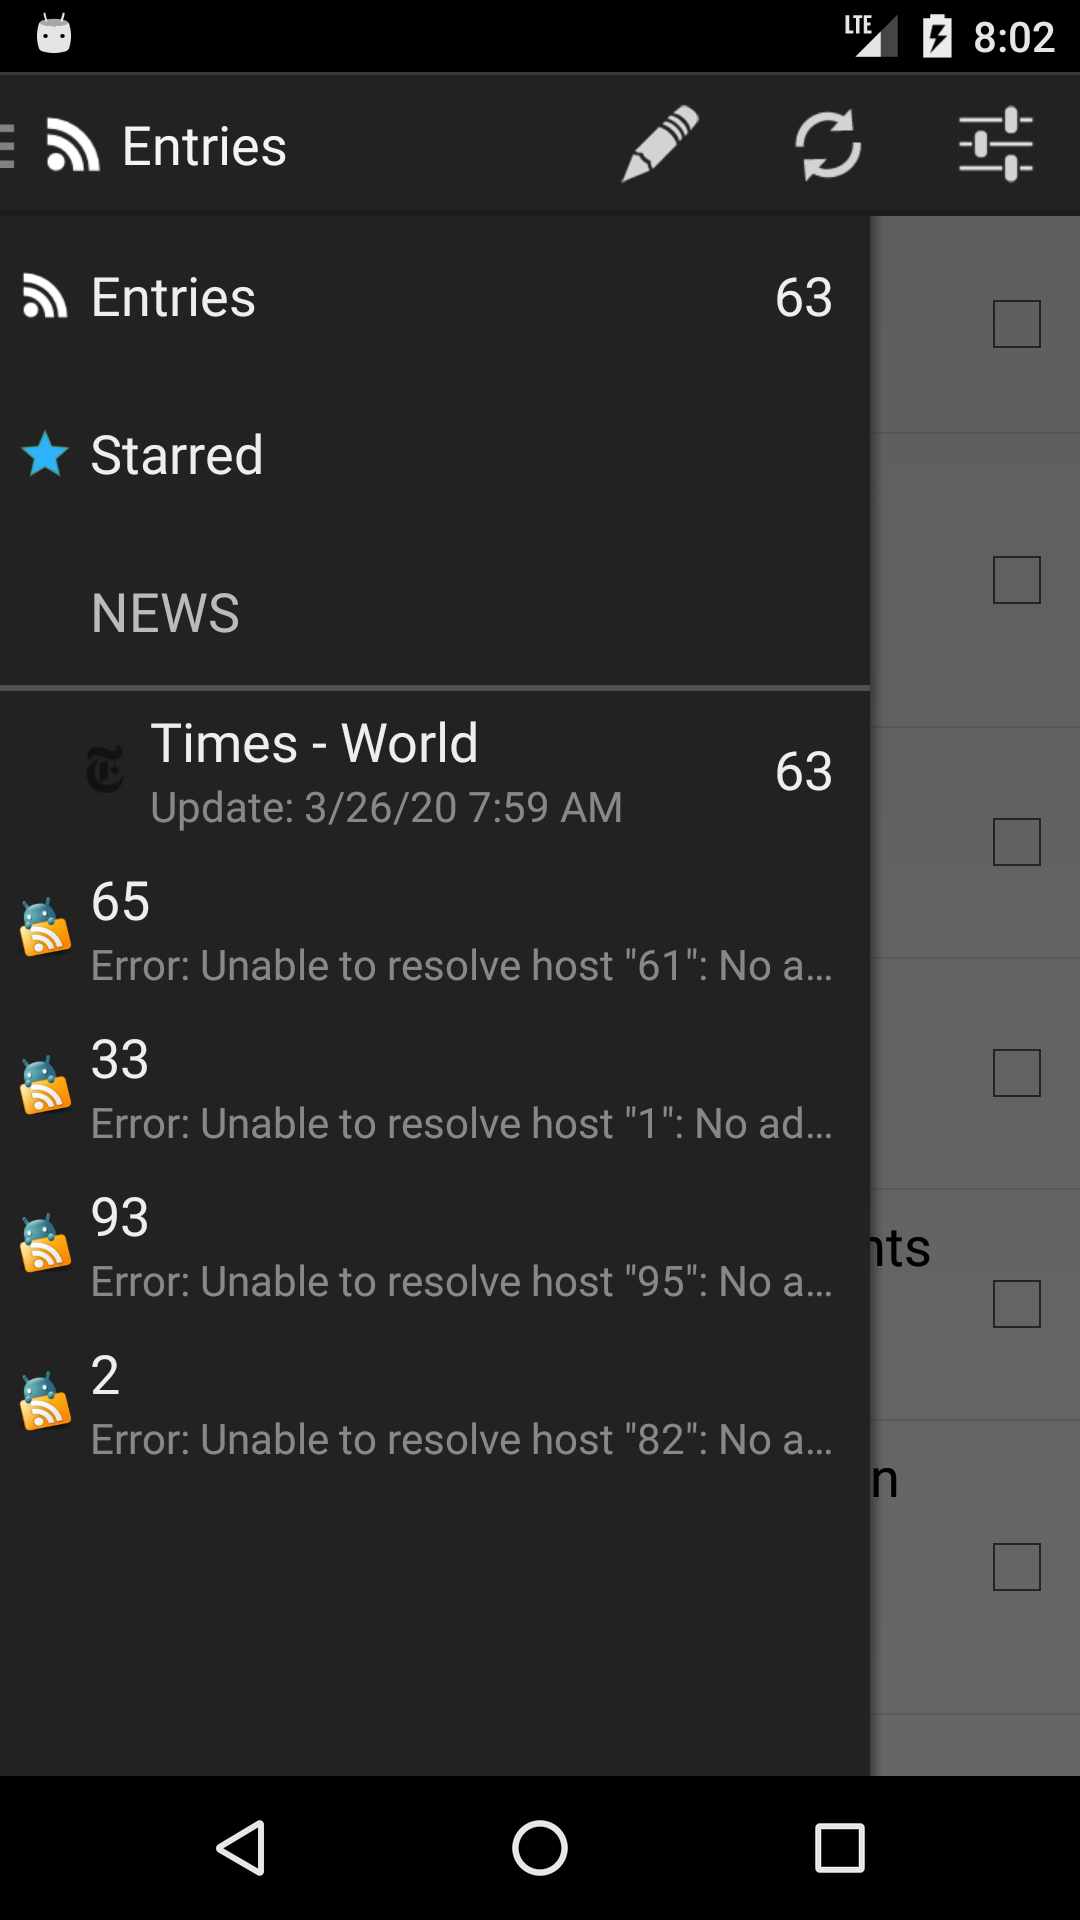 LTE 8:02
Entries
Entries 63
Starred
NEWS
Times - World 63
Update: 3/26/20 7:59 AM
65
Error: Unable to resolve host "61": No a...
33
Error: Unable to resolve host "1": No ad...
93
Error: Unable to resolve host "95": No a...
nts
2
Error: Unable to resolve host "82": No a...
n